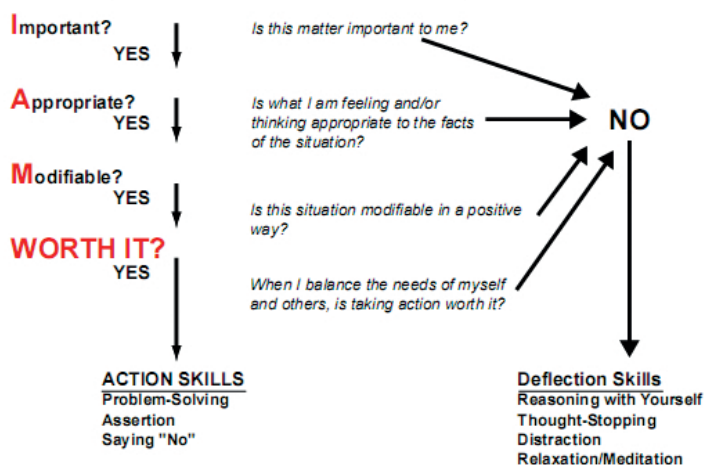 Important?
Is this matter important to me?
YES
Appropriate?
YES
Is what I am feeling and/or
thinking appropriate to the facts
of the situation?
NO
Modifiable?
YES
Is this situation modifiable in a positive
way?
WORTH IT?
YES
When I balance the needs of myself
and others, is taking action worth it?
ACTION SKILLS
Problem-Solving
Assertion
Saying "No"
Deflection Skills
Reasoning with Yourself
Thought-Stopping
Distraction
Relaxation/Meditation